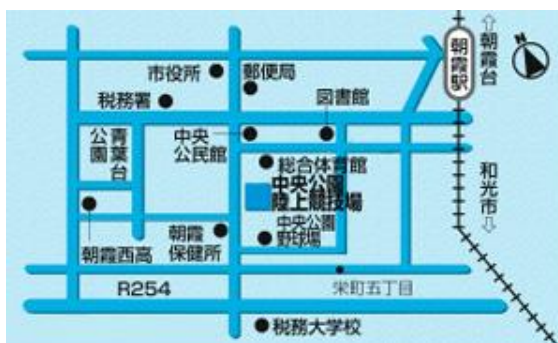 朝霞台
朝霞駅
市役所
郵便局
税務署
図書館
青葉台
公園
中央
公民館
総合体育館
和光市
中央公園
陸上競技場
朝霞西高
朝霞
保健所
中央公園
野球場
R254
栄町五丁目
税務大学校